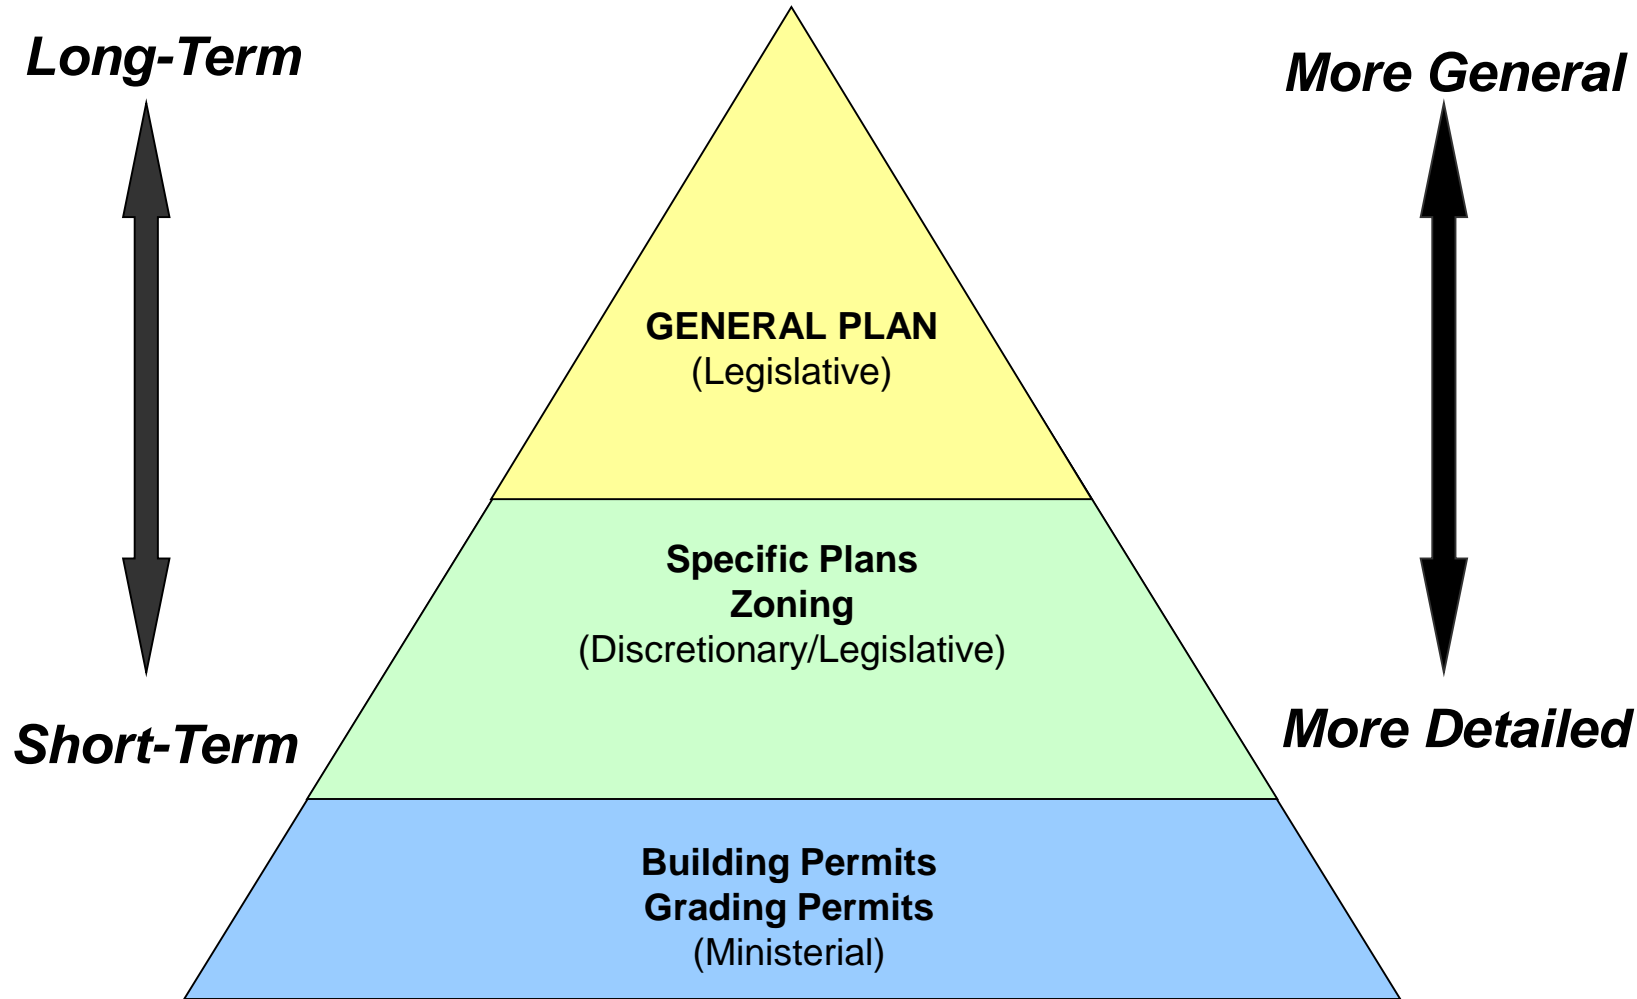 Long-Term
More General
GENERAL PLAN
(Legislative)
Specific Plans
Zoning
(Discretionary/Legislative)
Short-Term
More Detailed
Building Permits
Grading Permits
(Ministerial)